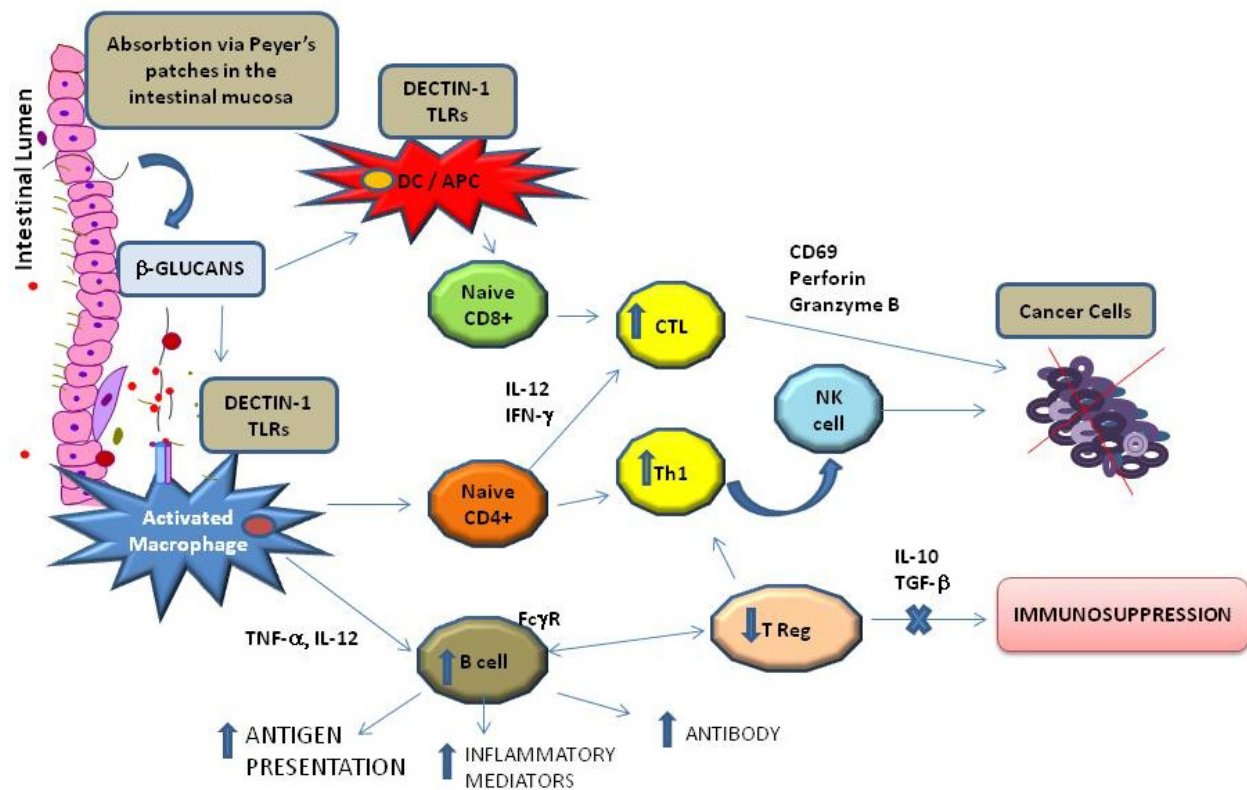 Absorbtion via Peyer's
patches in the
intestinal mucosa
Intestinal Lumen
DECTIN-1
TLRs
DC / APC
β-GLUCANS
Naive
CD8+
CTL
CD69
Perforin
Granzyme B
Cancer Cells
DECTIN-1
TLRs
IL-12
IFN-γ
NK
cell
Activated
Macrophage
Naive
CD4+
Th1
IL-10
TGF-β
TNF-α, IL-12
FcγR
B cell
T Reg
IMMUNOSUPPRESSION
ANTIGEN
PRESENTATION
INFLAMMATORY
MEDIATORS
ANTIBODY